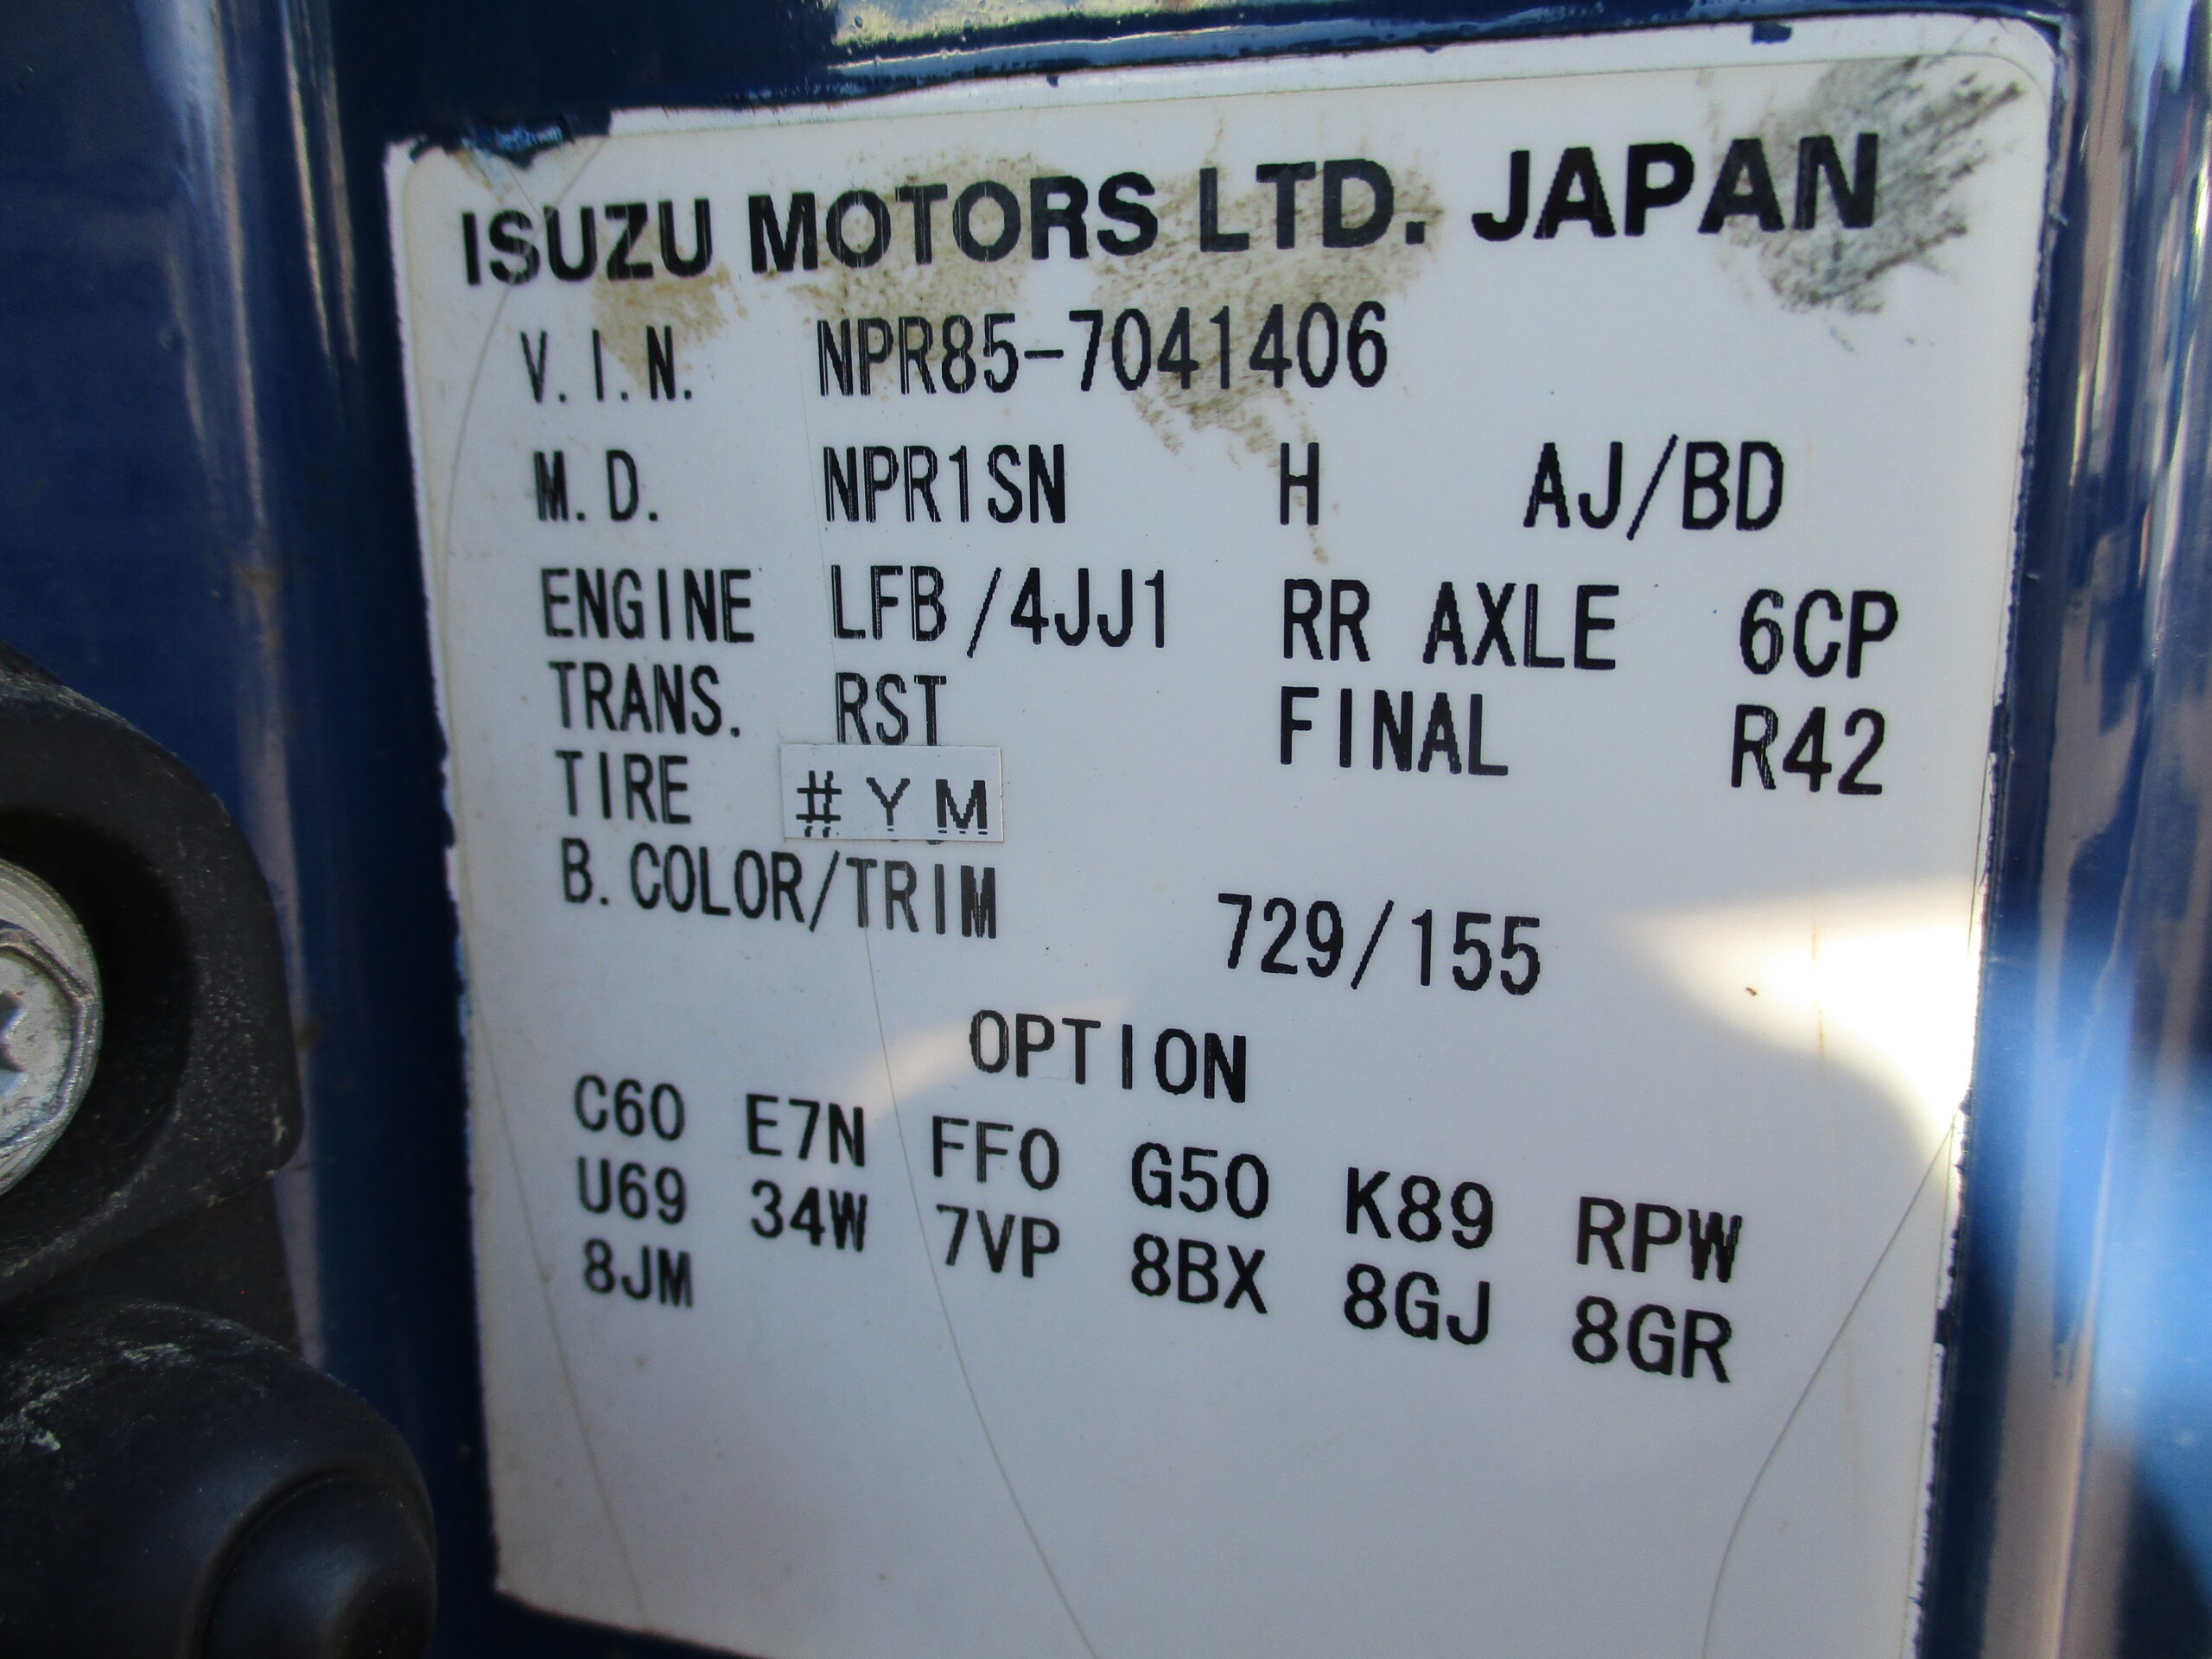 ISUZU MOTORS LTD. JAPAN
V.I.N. NPR85-7041406
M.D. NPR1SN H AJ/BD
ENGINE LFB/4JJ1 RR AXLE 6CP
TRANS. RST FINAL R42
TIRE #YM
B.COLOR/TRIM 729/155
OPTION
C60 E7N FF0 G50 K89 RPW
U69 34W 7VP 8BX 8GJ 8GR
8JM